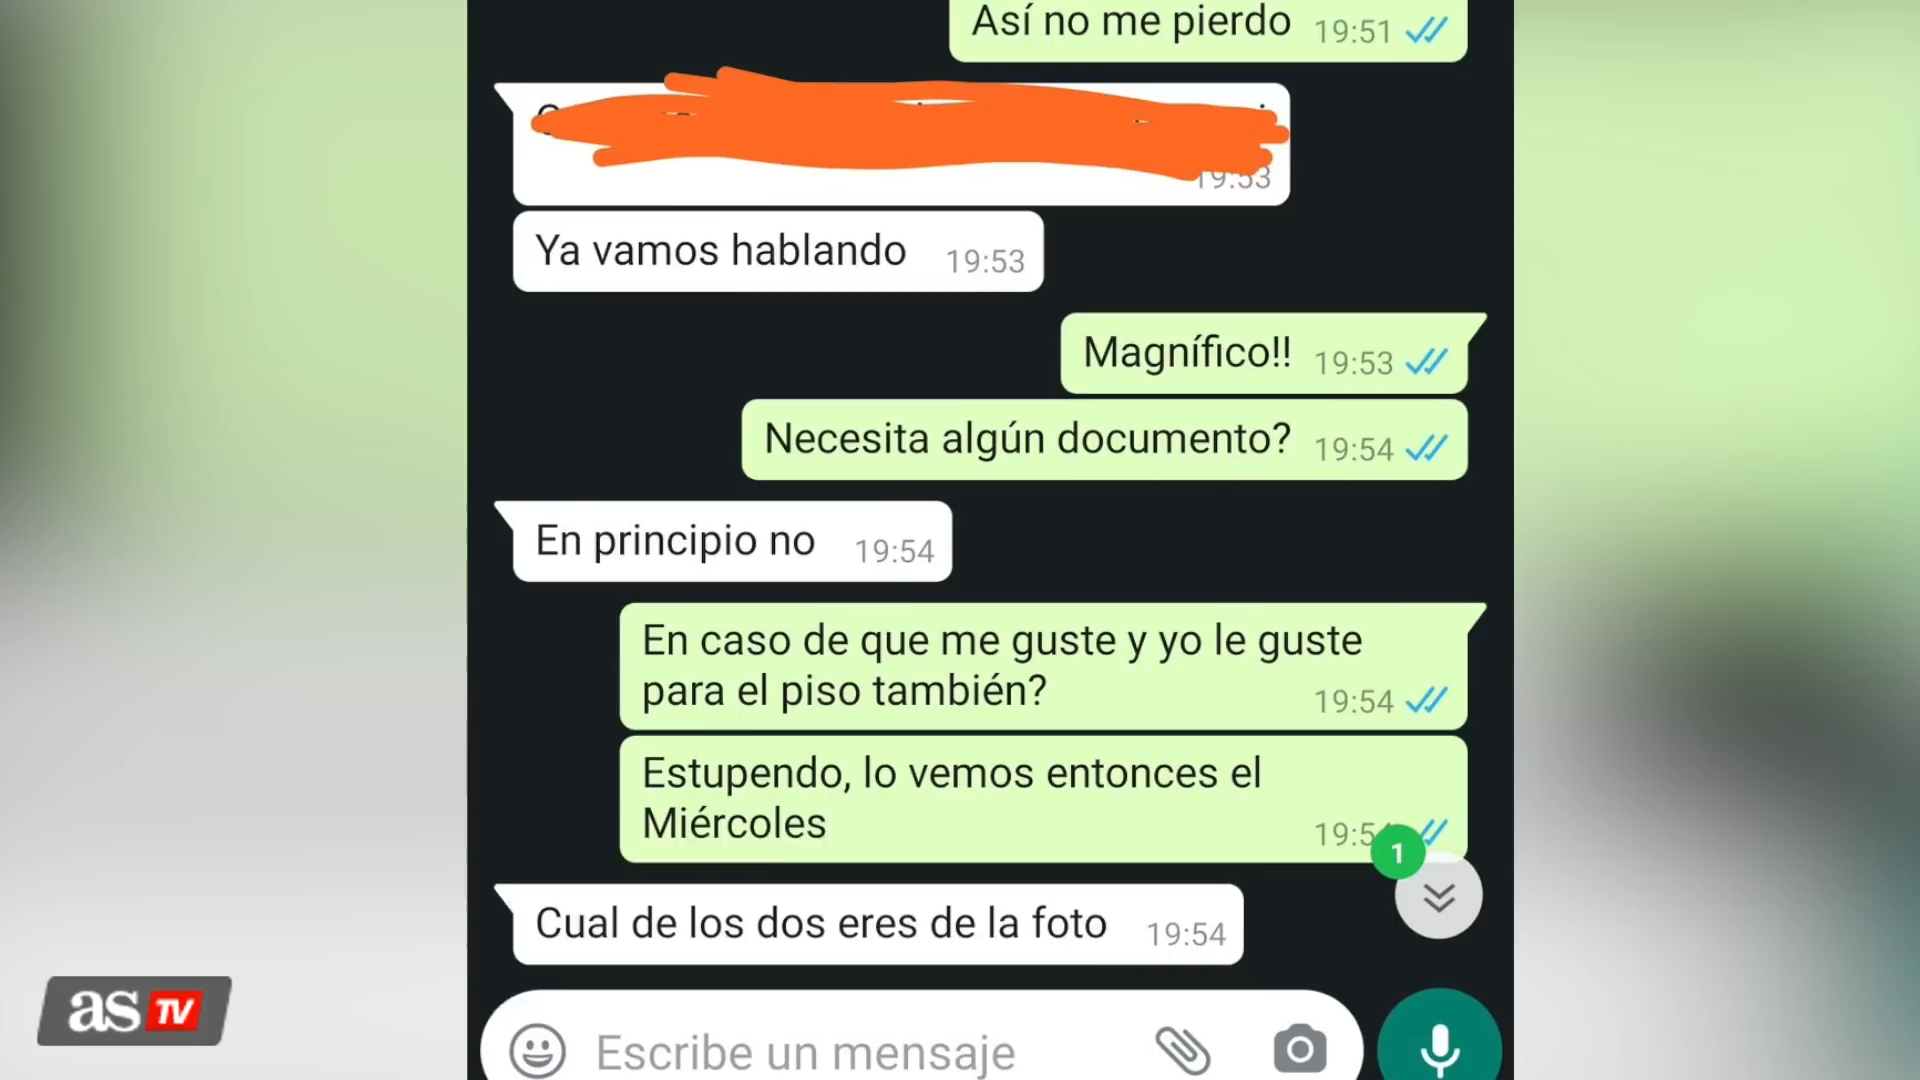 Así no me pierdo 19:51
19:53
Ya vamos hablando 19:53
Magnífico!! 19:53
Necesita algún documento? 19:54
En principio no 19:54
En caso de que me guste y yo le guste
para el piso también? 19:54
Estupendo, lo vemos entonces el
Miércoles
1
Cual de los dos eres de la foto 19:54
Escribe un mensaje
as TV